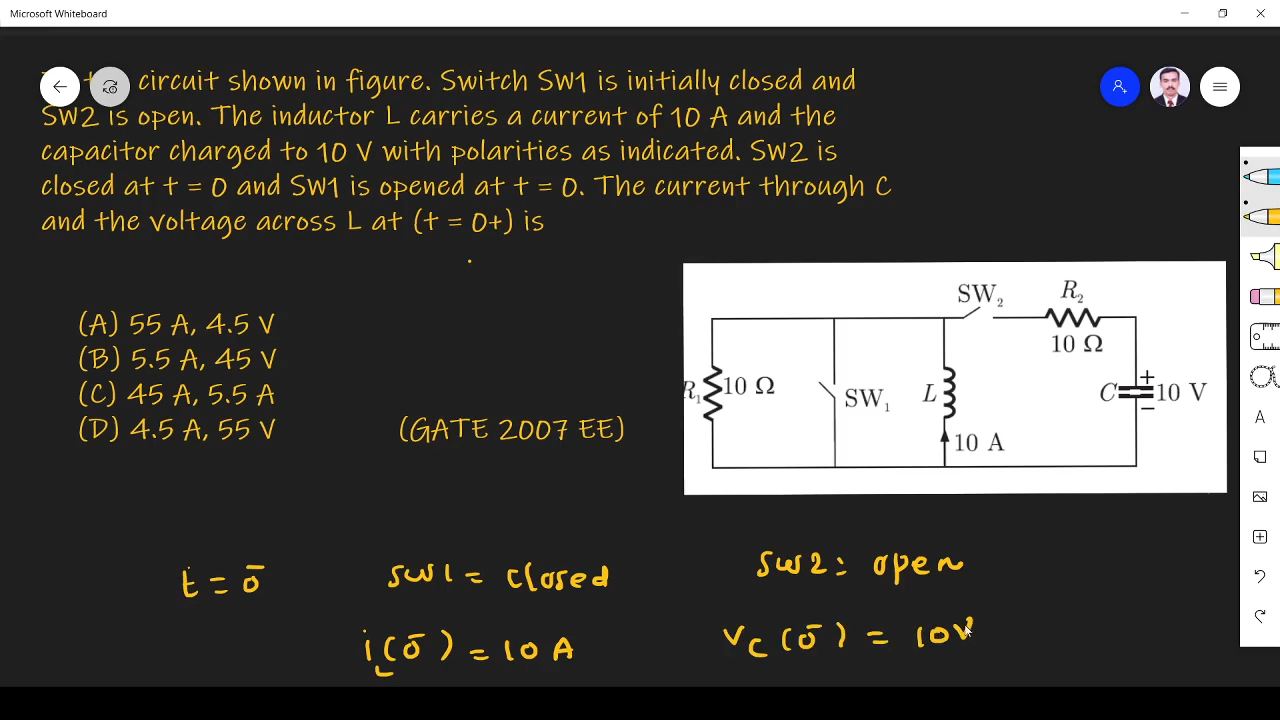 Microsoft Whiteboard
circuit shown in figure. Switch SW1 is initially closed and
SW2 is open. The inductor L carries a current of 10 A and the
capacitor charged to 10 V with polarities as indicated. SW2 is
closed at t = 0 and SW1 is opened at t = 0. The current through C
and the voltage across L at (t = 0+) is
(A) 55 A, 4.5 V
(B) 5.5 A, 45 V
(C) 45 A, 5.5 A
(D) 4.5 A, 55 V
(GATE 2007 EE)
SW₂
R₂
10 Ω
R₁
10 Ω
SW₁
L
10 A
C
+
10 V
−
A
t = 0⁻
SW1 = closed
SW2 : open
i_L(0⁻) = 10 A
V_C(0⁻) = 10V